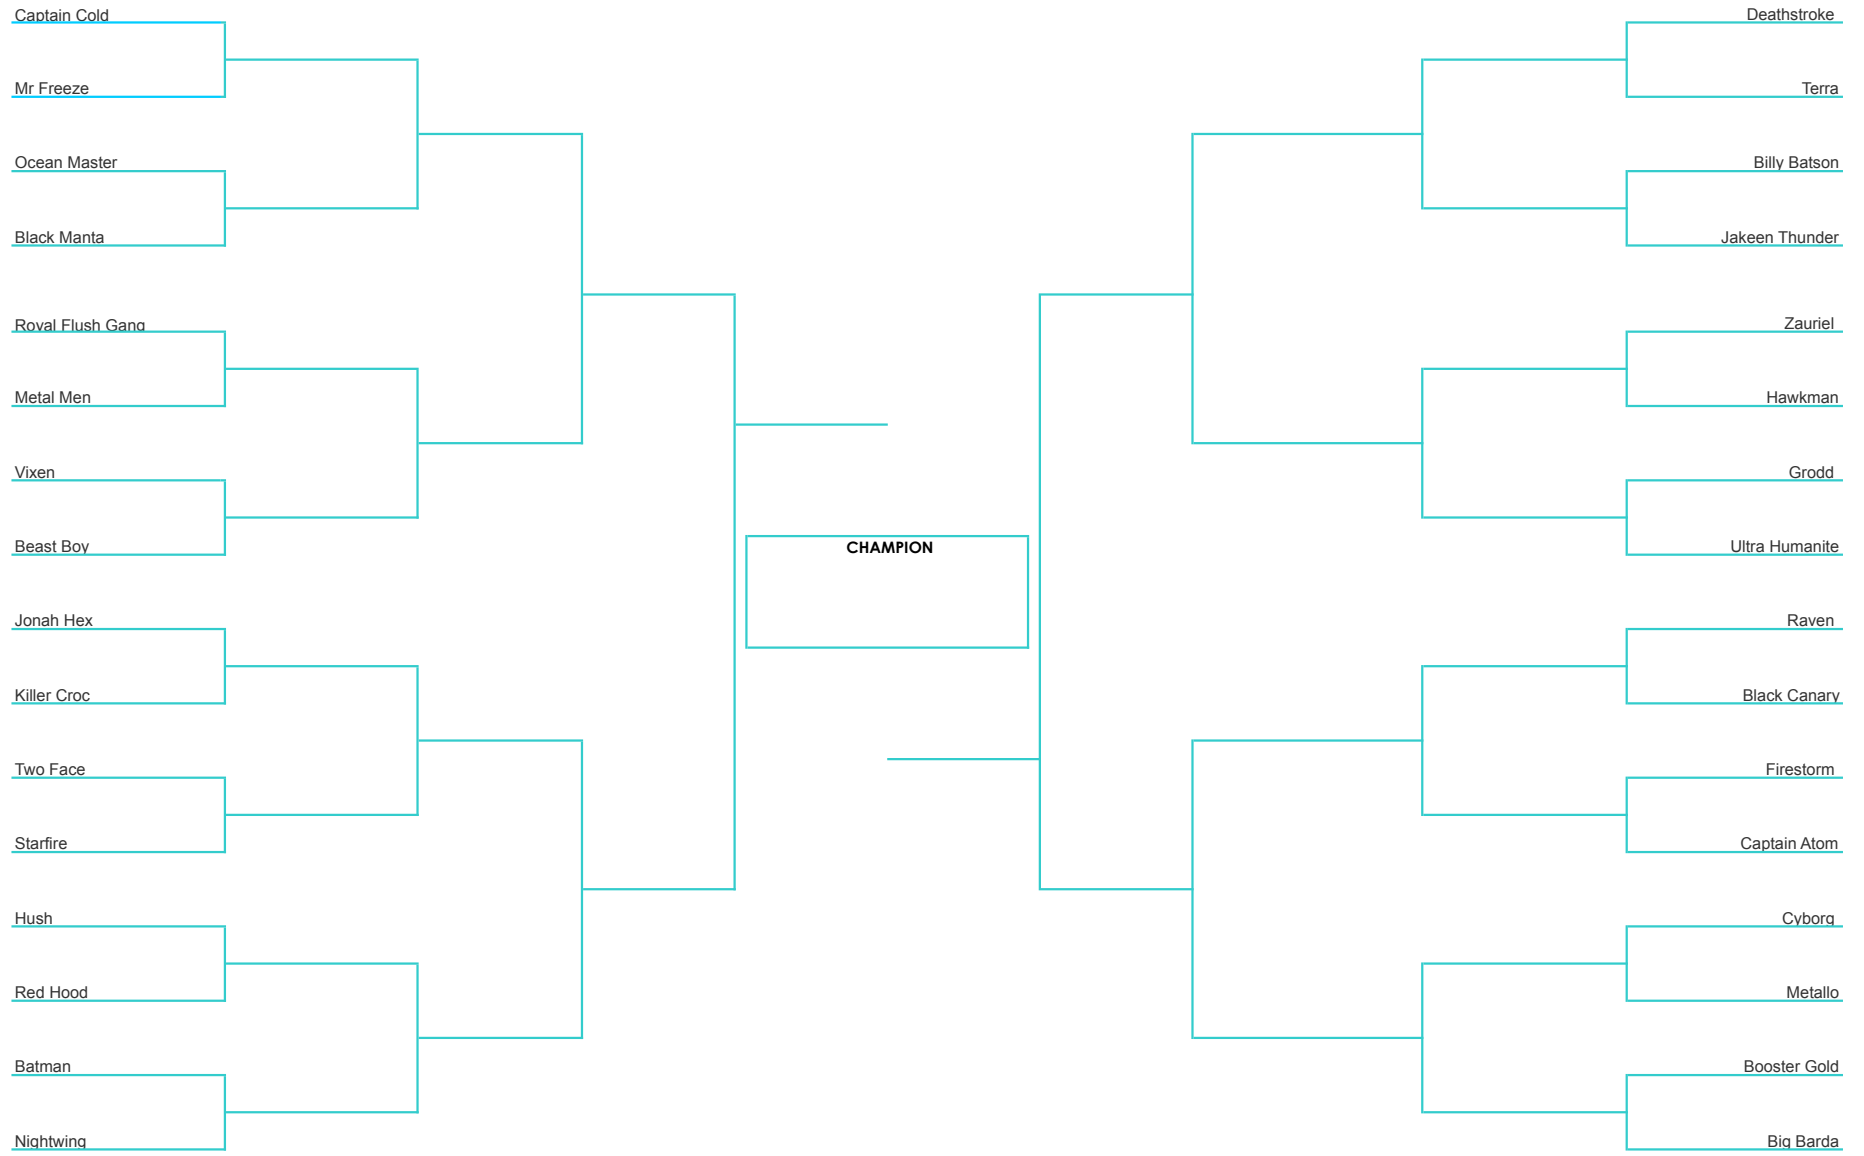 Captain Cold
Mr Freeze
Ocean Master
Black Manta
Royal Flush Gang
Metal Men
Vixen
Beast Boy
Jonah Hex
Killer Croc
Two Face
Starfire
Hush
Red Hood
Batman
Nightwing
CHAMPION
Deathstroke
Terra
Billy Batson
Jakeen Thunder
Zauriel
Hawkman
Grodd
Ultra Humanite
Raven
Black Canary
Firestorm
Captain Atom
Cyborg
Metallo
Booster Gold
Big Barda